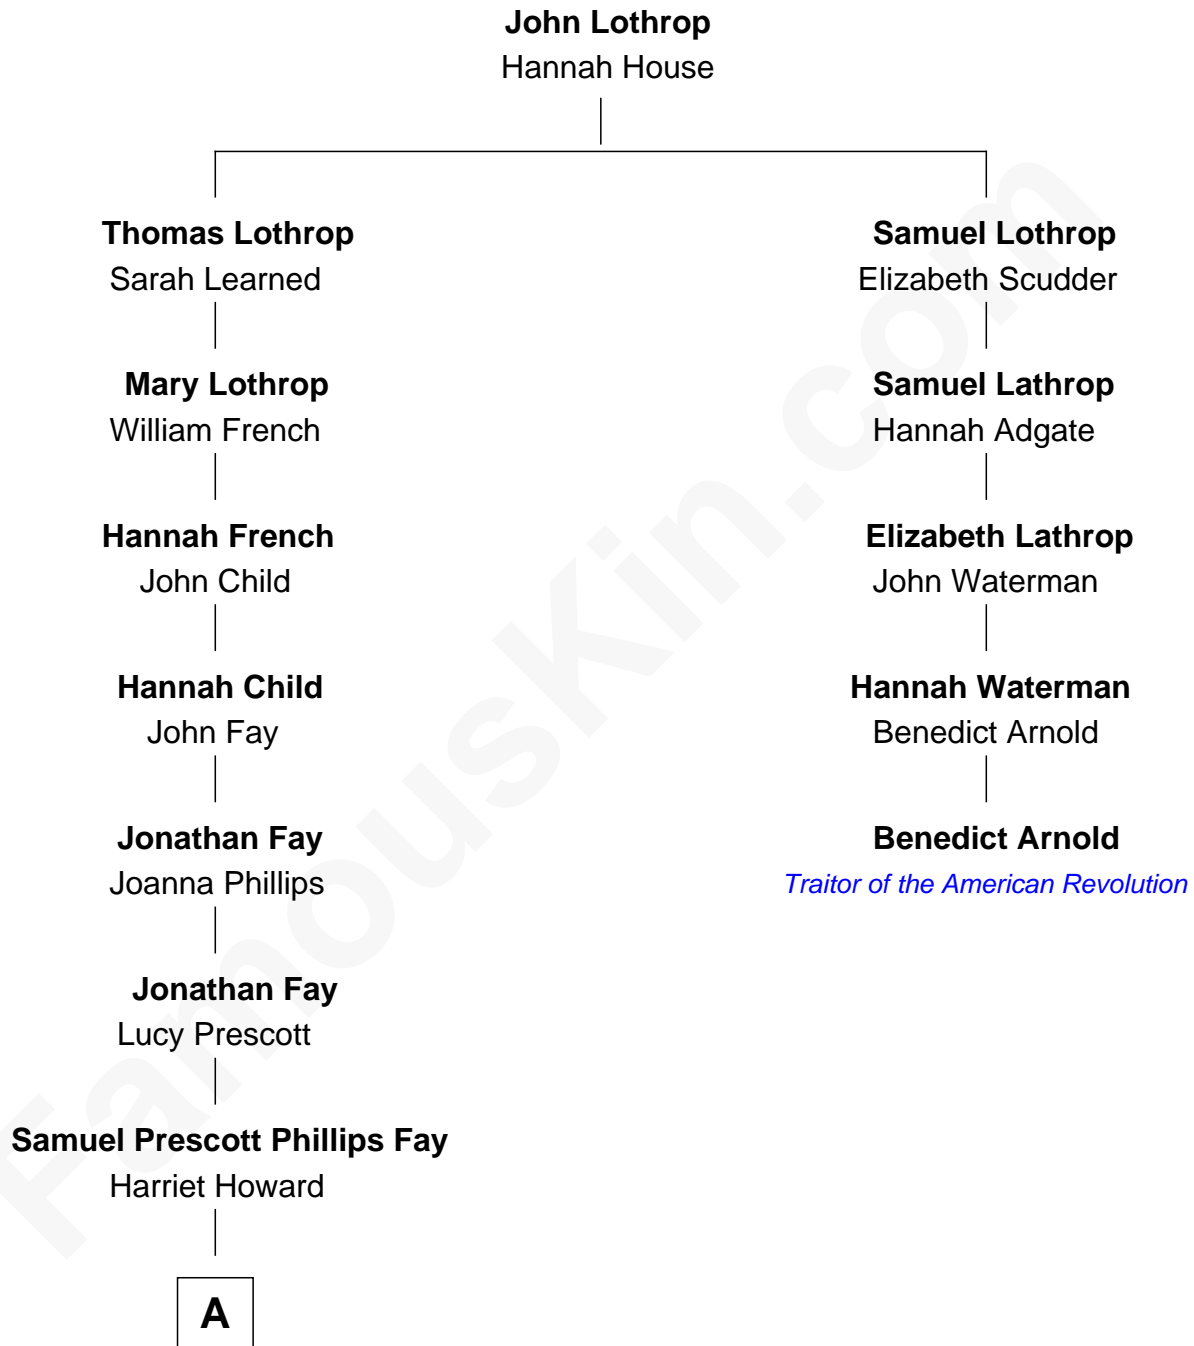 John Lothrop
Hannah House
Thomas Lothrop
Sarah Learned
Mary Lothrop
William French
Hannah French
John Child
Hannah Child
John Fay
Jonathan Fay
Joanna Phillips
Jonathan Fay
Lucy Prescott
Samuel Prescott Phillips Fay
Harriet Howard
A
Samuel Lothrop
Elizabeth Scudder
Samuel Lathrop
Hannah Adgate
Elizabeth Lathrop
John Waterman
Hannah Waterman
Benedict Arnold
Benedict Arnold
Traitor of the American Revolution
FamousKin.com